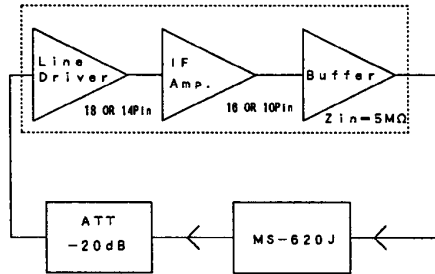 Line
Driver
IF
Amp.
Buffer
18 OR 14Pin
16 OR 10Pin
Zin=5MΩ
ATT
-20dB
MS-620J